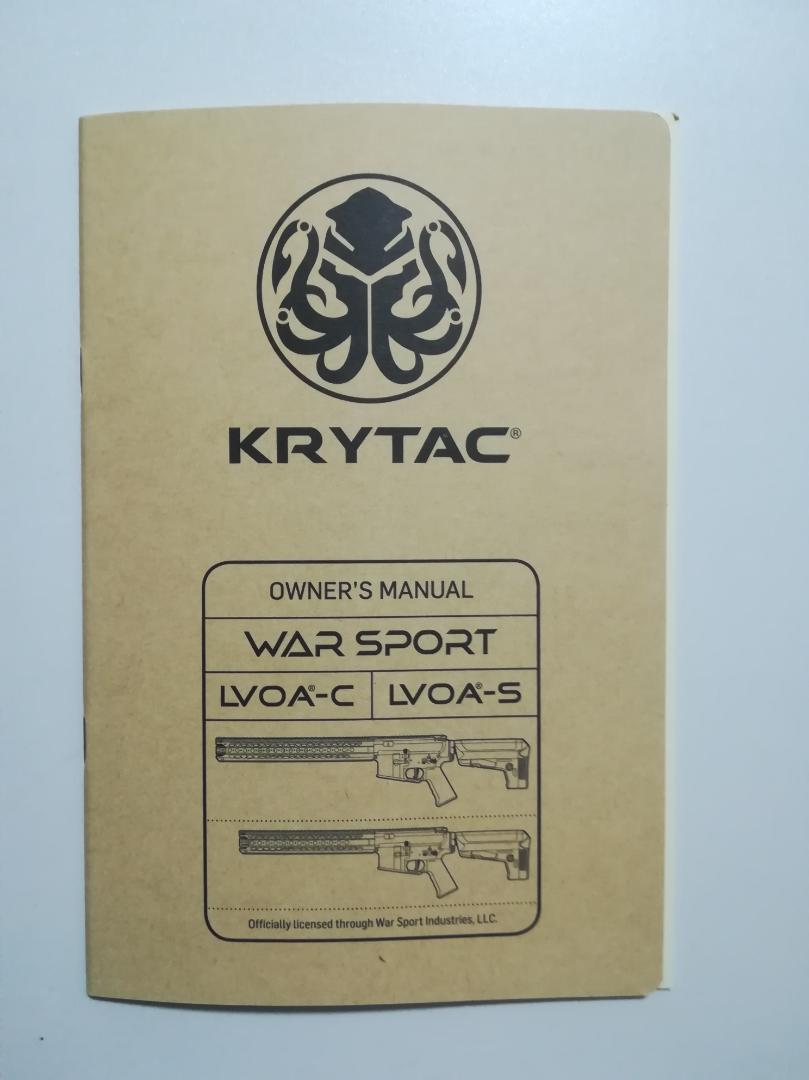 KRYTAC®
OWNER'S MANUAL
WAR SPORT
LVOA®-C LVOA®-S
Officially licensed through War Sport Industries, LLC.